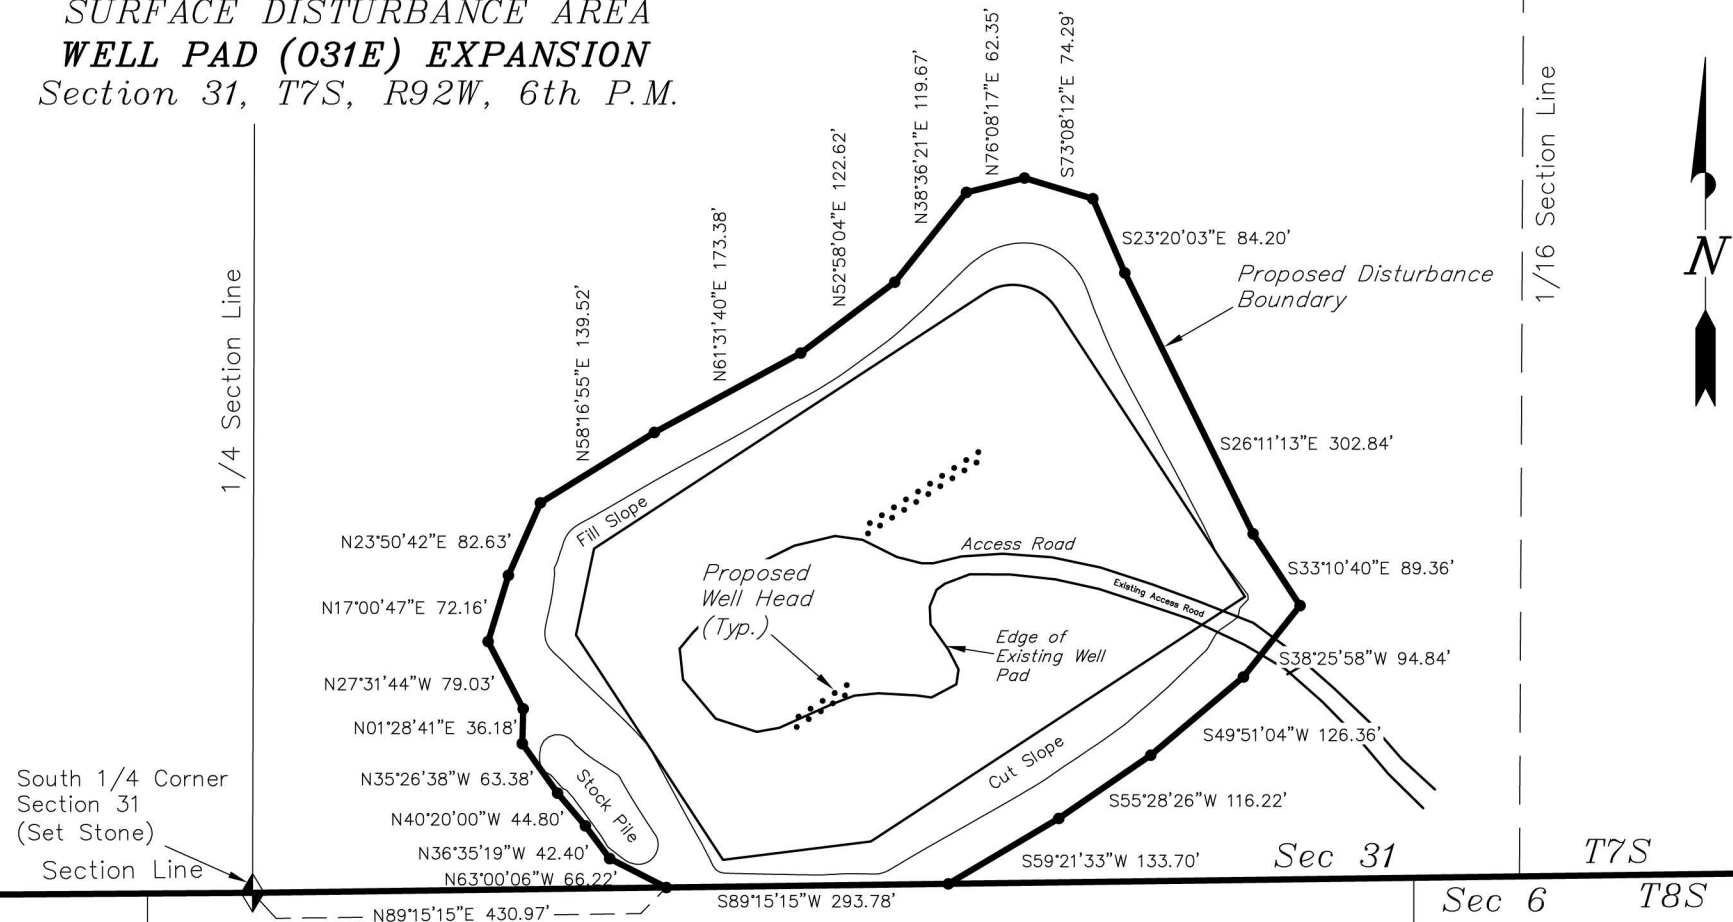 SURFACE DISTURBANCE AREA
WELL PAD (O31E) EXPANSION
Section 31, T7S, R92W, 6th P.M.
1/4 Section Line
1/16 Section Line
N
N58°16'55"E 139.52'
N61°31'40"E 173.38'
N52°58'04"E 122.62'
N38°36'21"E 119.67'
N76°08'17"E 62.35'
S73°08'12"E 74.29'
S23°20'03"E 84.20'
Proposed Disturbance
Boundary
S26°11'13"E 302.84'
N23°50'42"E 82.63'
Fill Slope
Access Road
Existing Access Road
S33°10'40"E 89.36'
Proposed
Well Head
(Typ.)
N17°00'47"E 72.16'
Edge of
Existing Well
Pad
S38°25'58"W 94.84'
N27°31'44"W 79.03'
N01°28'41"E 36.18'
S49°51'04"W 126.36'
Cut Slope
Stock Pile
N35°26'38"W 63.38'
South 1/4 Corner
Section 31
(Set Stone)
S55°28'26"W 116.22'
N40°20'00"W 44.80'
N36°35'19"W 42.40'
S59°21'33"W 133.70'
Sec 31
T7S
Section Line
N63°00'06"W 66.22'
S89°15'15"W 293.78'
N89°15'15"E 430.97'
Sec 6
T8S